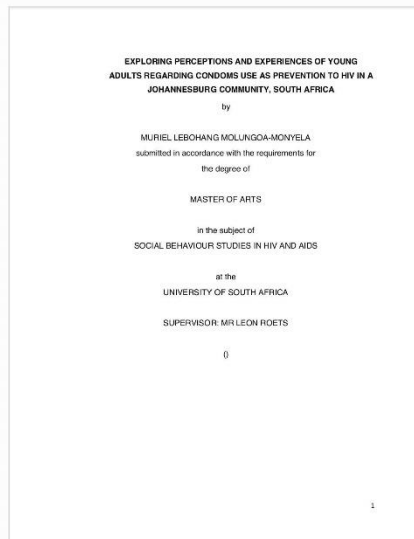 EXPLORING PERCEPTIONS AND EXPERIENCES OF YOUNG
ADULTS REGARDING CONDOMS USE AS PREVENTION TO HIV IN A
JOHANNESBURG COMMUNITY, SOUTH AFRICA
by
MURIEL LEBOHANG MOLUNGOA-MONYELA
submitted in accordance with the requirements for
the degree of
MASTER OF ARTS
in the subject of
SOCIAL BEHAVIOUR STUDIES IN HIV AND AIDS
at the
UNIVERSITY OF SOUTH AFRICA
SUPERVISOR: MR LEON ROETS
()
1